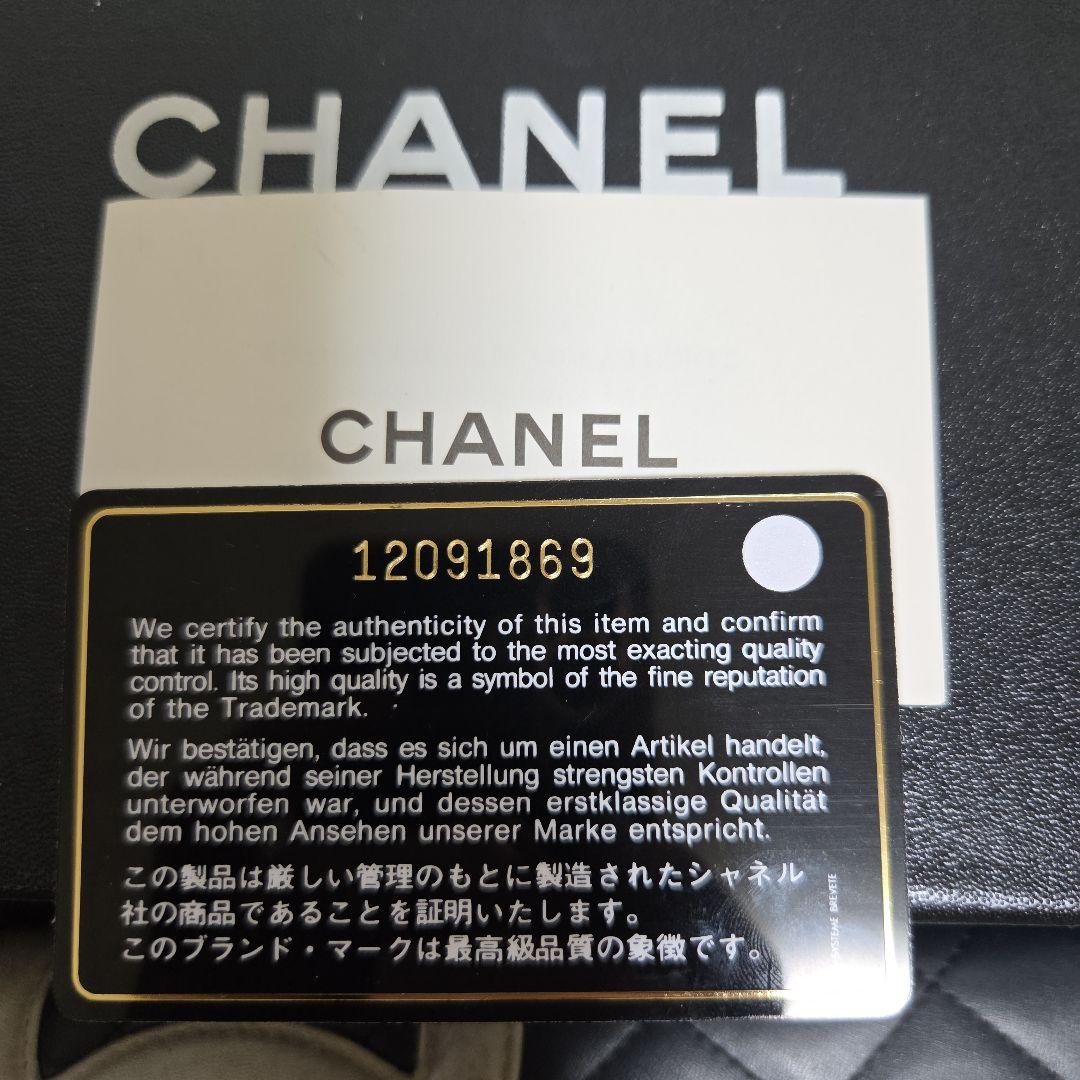 CHANEL
CHANEL
12091869
We certify the authenticity of this item and confirm
that it has been subjected to the most exacting quality
control. Its high quality is a symbol of the fine reputation
of the Trademark.
Wir bestätigen, dass es sich um einen Artikel handelt,
der während seiner Herstellung strengsten Kontrollen
unterworfen war, und dessen erstklassige Qualität
dem hohen Ansehen unserer Marke entspricht.
この製品は厳しい管理のもとに製造されたシャネル
社の商品であることを証明いたします。
このブランド・マークは最高級品質の象徴です。
SYSTEME BREVETE